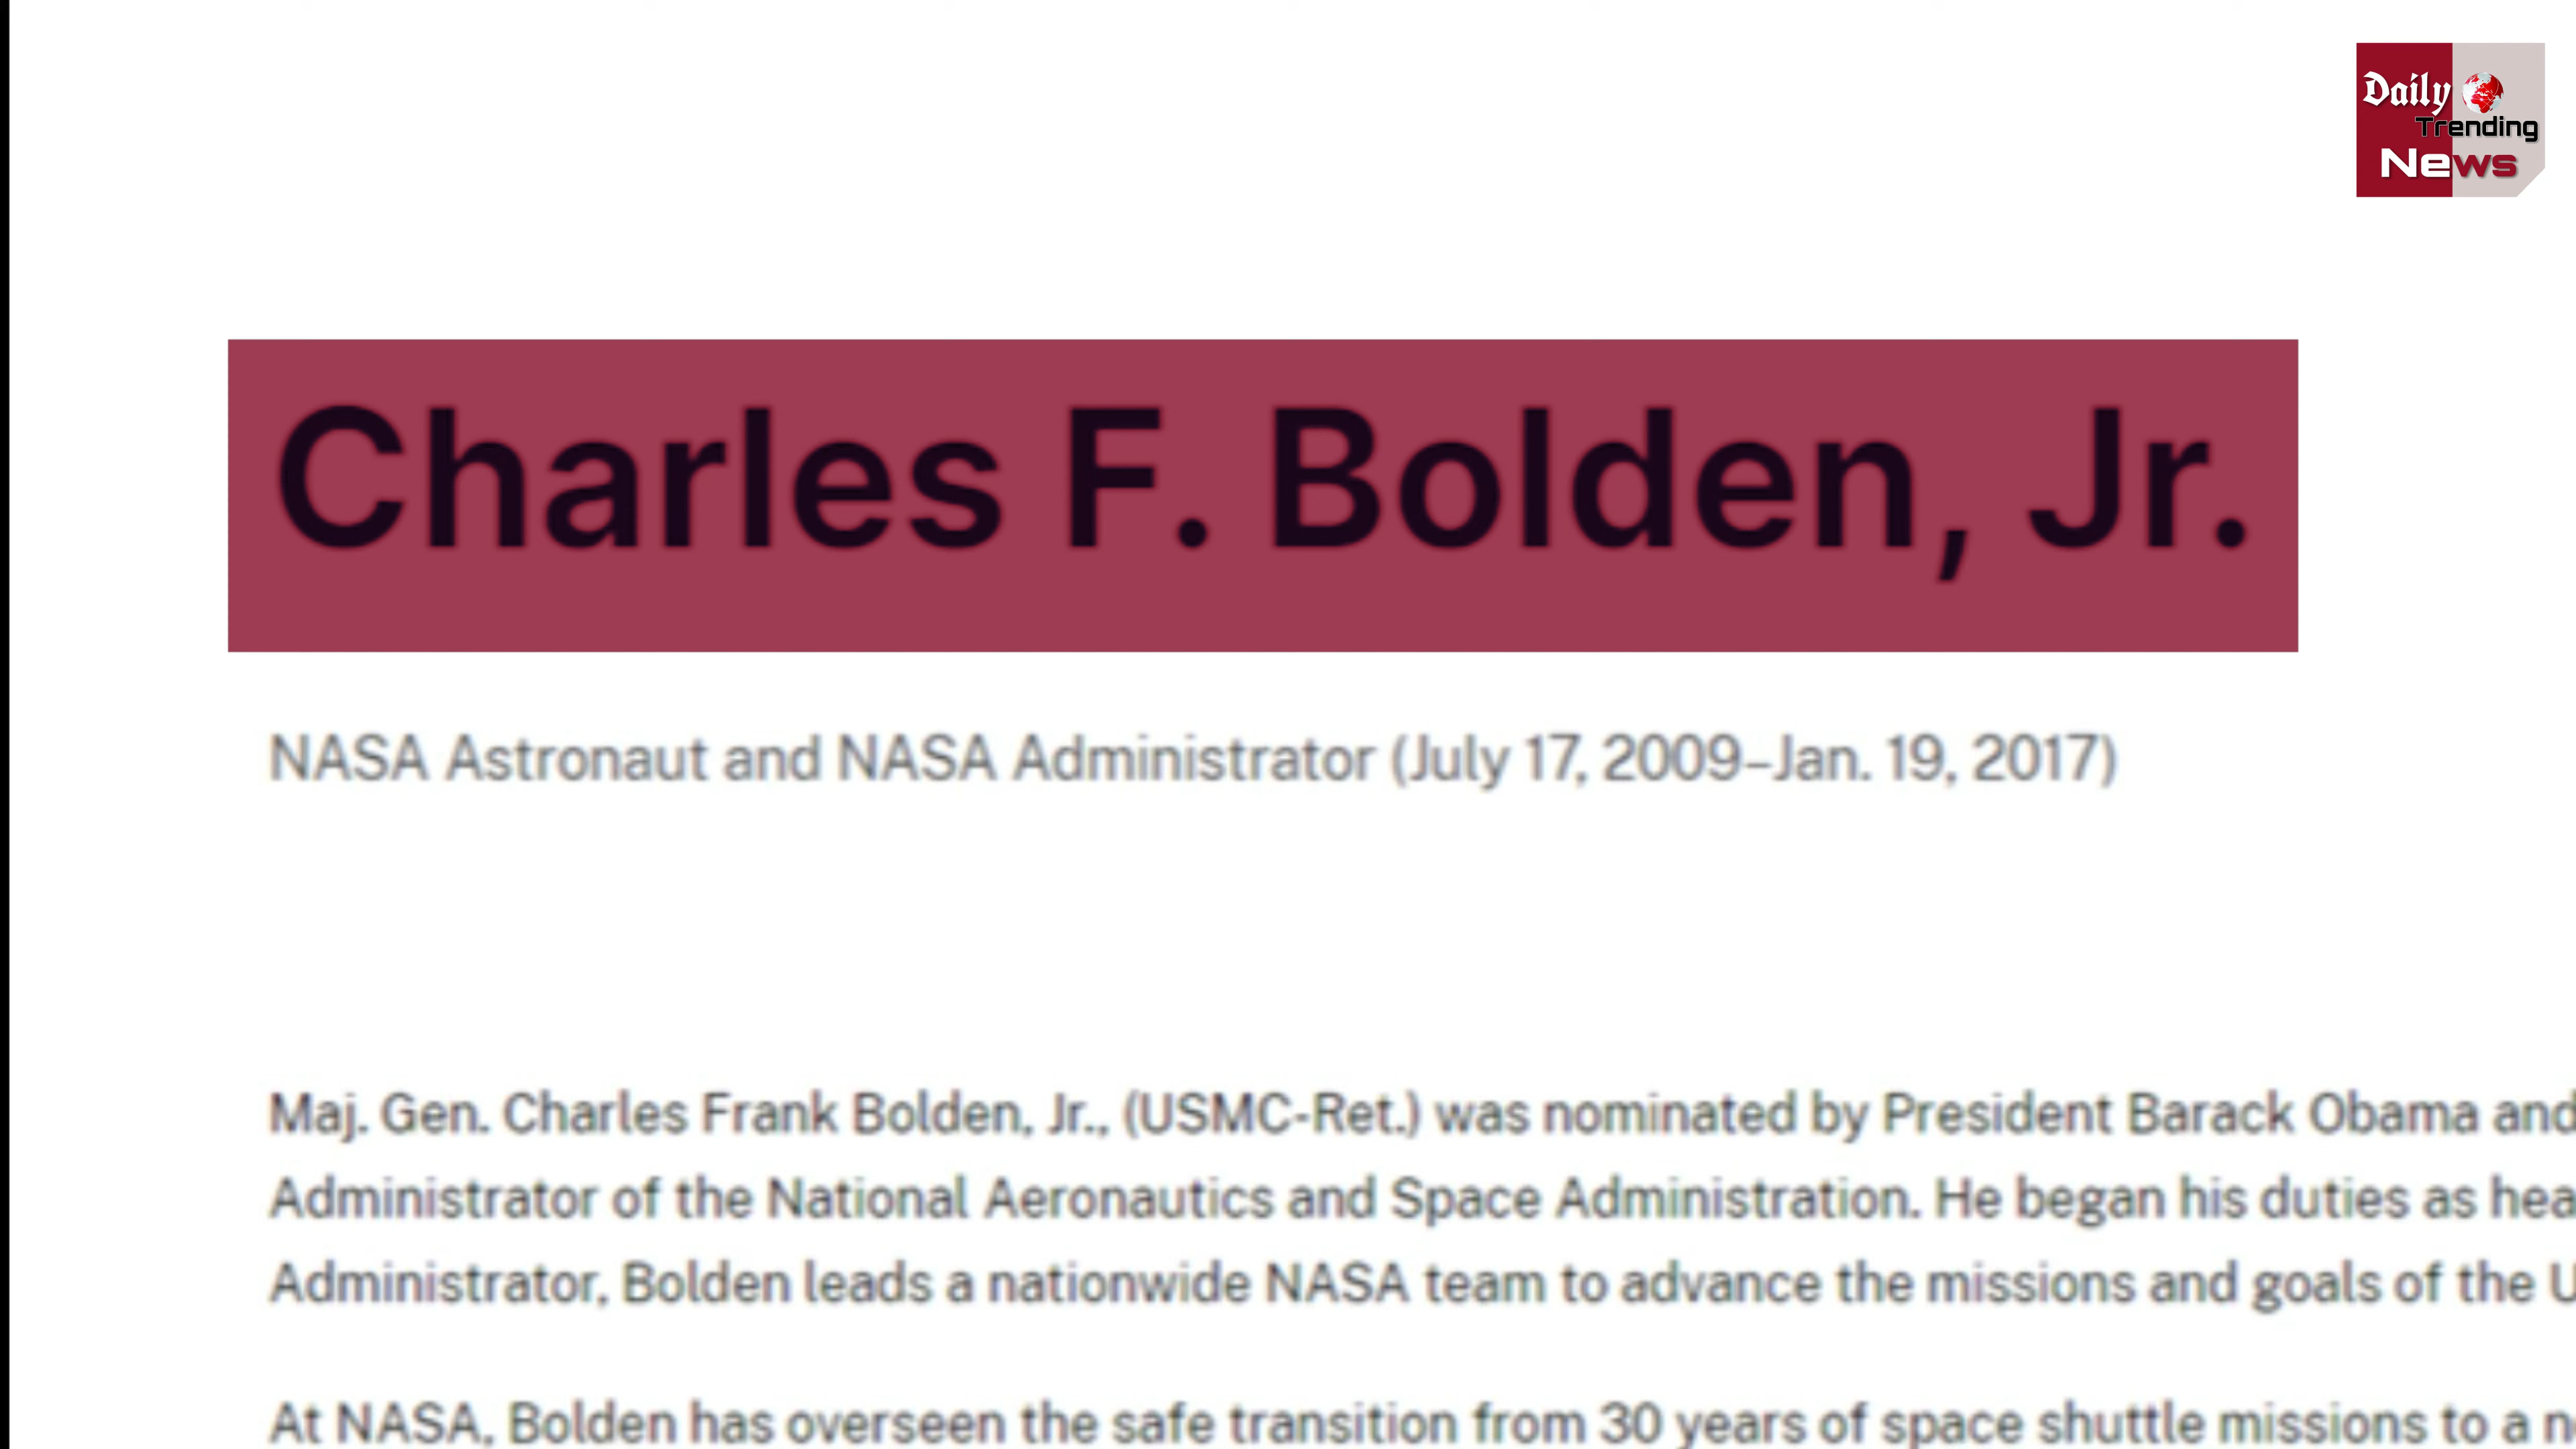 Daily
Trending
News
Charles F. Bolden, Jr.
NASA Astronaut and NASA Administrator (July 17, 2009–Jan. 19, 2017)
Maj. Gen. Charles Frank Bolden, Jr., (USMC-Ret.) was nominated by President Barack Obama and
Administrator of the National Aeronautics and Space Administration. He began his duties as hea
Administrator, Bolden leads a nationwide NASA team to advance the missions and goals of the U
At NASA, Bolden has overseen the safe transition from 30 years of space shuttle missions to a n